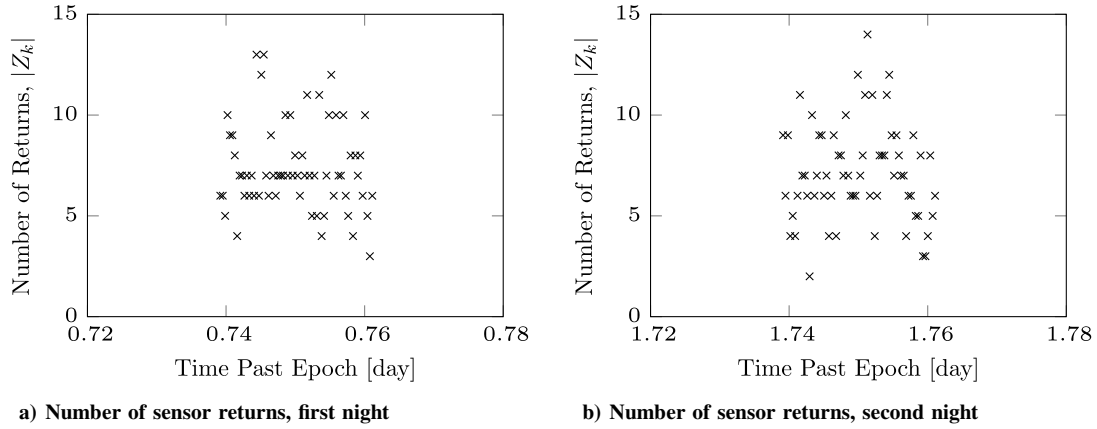 15
10
5
0
Number of Returns, |Z_k|
0.72 0.74 0.76 0.78
Time Past Epoch [day]
a) Number of sensor returns, first night
15
10
5
0
Number of Returns, |Z_k|
1.72 1.74 1.76 1.78
Time Past Epoch [day]
b) Number of sensor returns, second night